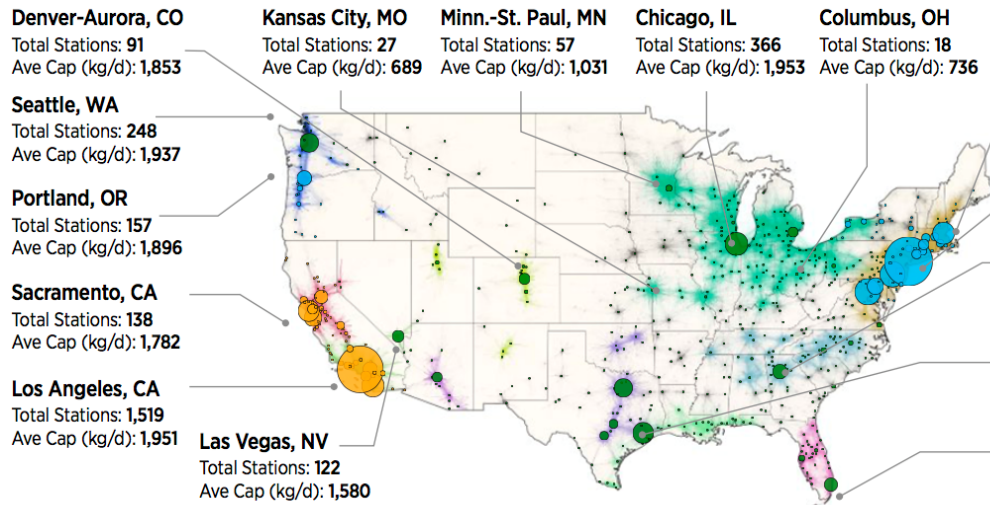 Denver-Aurora, CO
Total Stations: 91
Ave Cap (kg/d): 1,853
Kansas City, MO
Total Stations: 27
Ave Cap (kg/d): 689
Minn.-St. Paul, MN
Total Stations: 57
Ave Cap (kg/d): 1,031
Chicago, IL
Total Stations: 366
Ave Cap (kg/d): 1,953
Columbus, OH
Total Stations: 18
Ave Cap (kg/d): 736
Seattle, WA
Total Stations: 248
Ave Cap (kg/d): 1,937
Portland, OR
Total Stations: 157
Ave Cap (kg/d): 1,896
Sacramento, CA
Total Stations: 138
Ave Cap (kg/d): 1,782
Los Angeles, CA
Total Stations: 1,519
Ave Cap (kg/d): 1,951
Las Vegas, NV
Total Stations: 122
Ave Cap (kg/d): 1,580